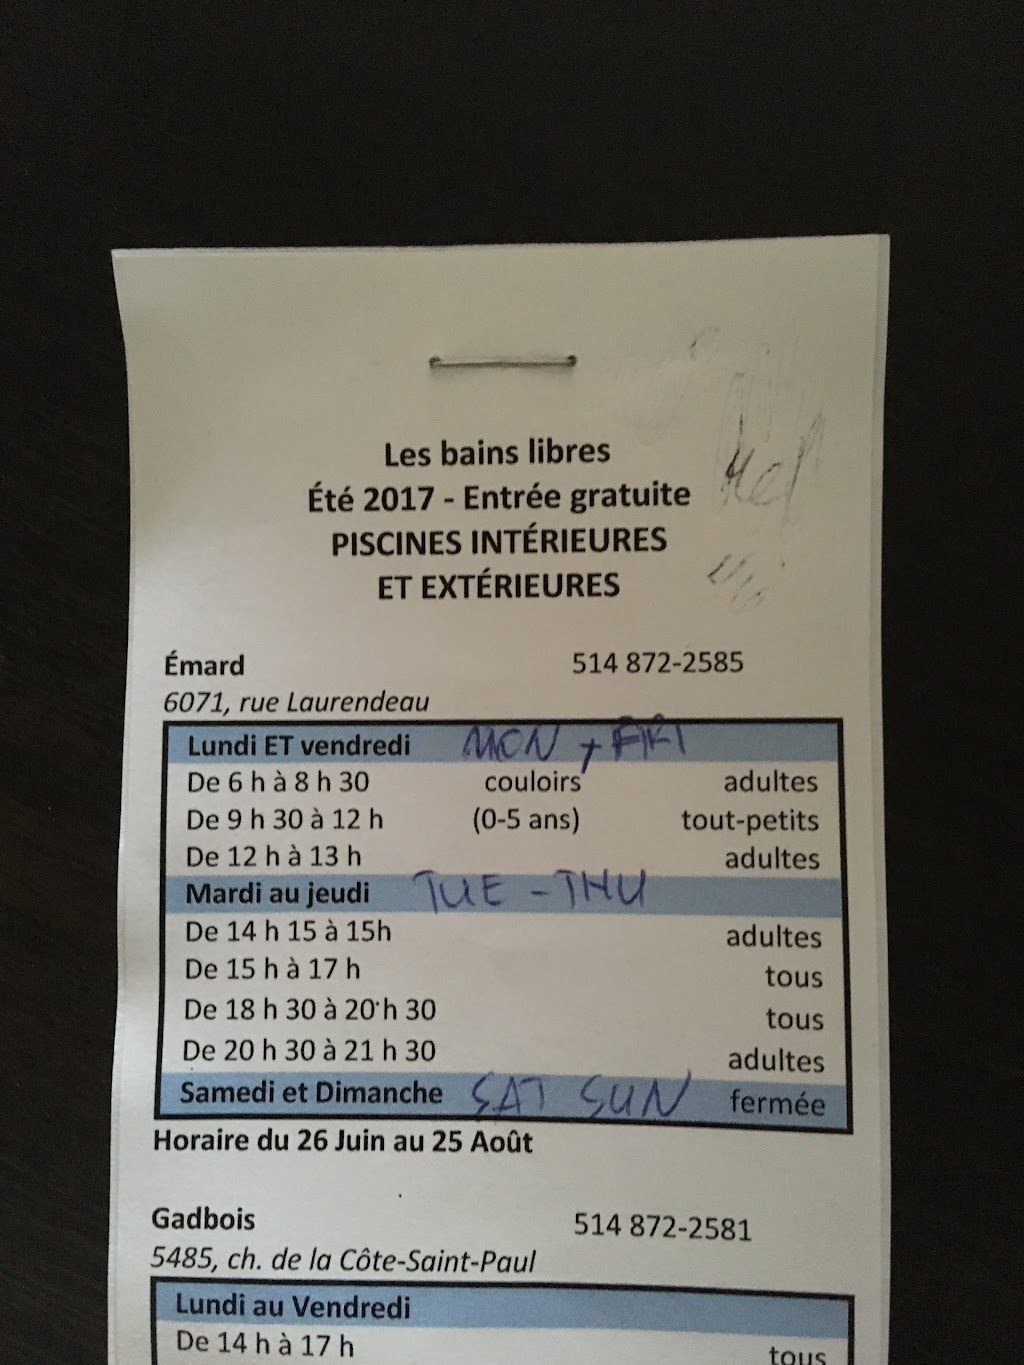 Les bains libres
Été 2017 - Entrée gratuite
PISCINES INTÉRIEURES
ET EXTÉRIEURES
Émard 514 872-2585
6071, rue Laurendeau
Lundi ET vendredi MON + FRI
De 6 h à 8 h 30 couloirs adultes
De 9 h 30 à 12 h (0-5 ans) tout-petits
De 12 h à 13 h adultes
Mardi au jeudi TUE - THU
De 14 h 15 à 15h adultes
De 15 h à 17 h tous
De 18 h 30 à 20 h 30 tous
De 20 h 30 à 21 h 30 adultes
Samedi et Dimanche SAT SUN fermée
Horaire du 26 Juin au 25 Août
Gadbois 514 872-2581
5485, ch. de la Côte-Saint-Paul
Lundi au Vendredi
De 14 h à 17 h tous